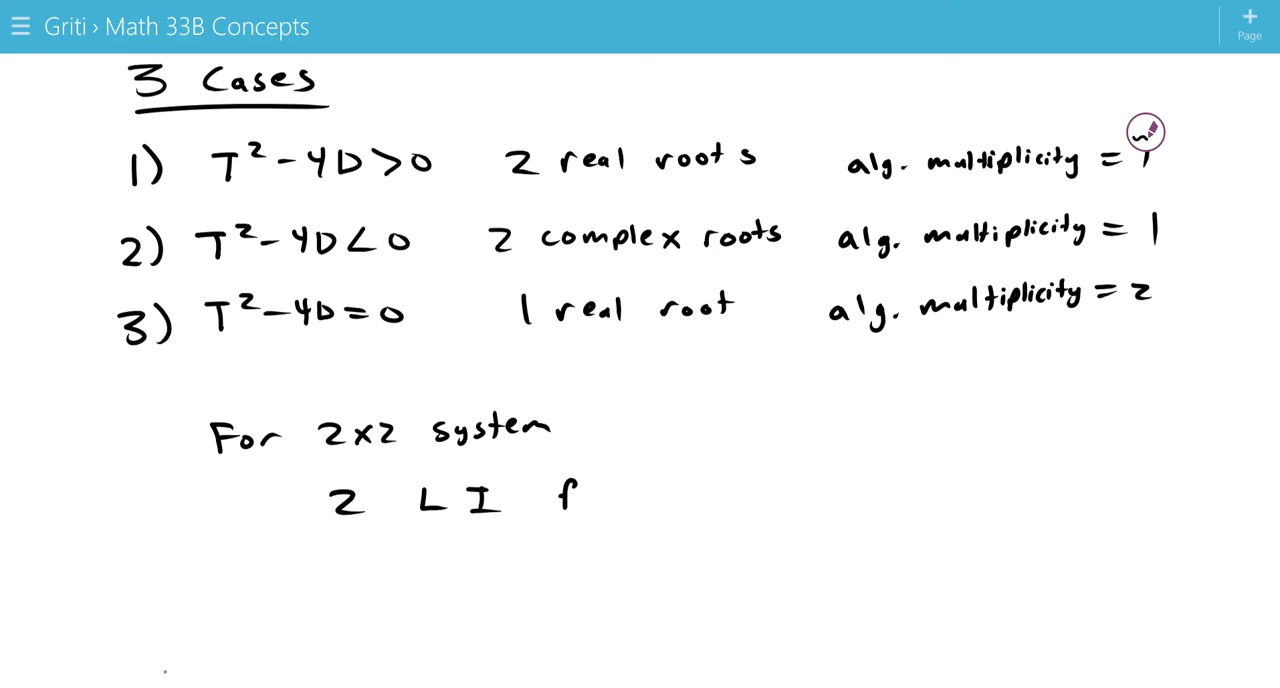 Griti › Math 33B Concepts
Page
3 Cases
1) T² - 4D > 0 2 real roots alg. multiplicity = 1
2) T² - 4D < 0 2 complex roots alg. multiplicity = 1
3) T² - 4D = 0 1 real root alg. multiplicity = 2
For 2x2 system
2 L I f